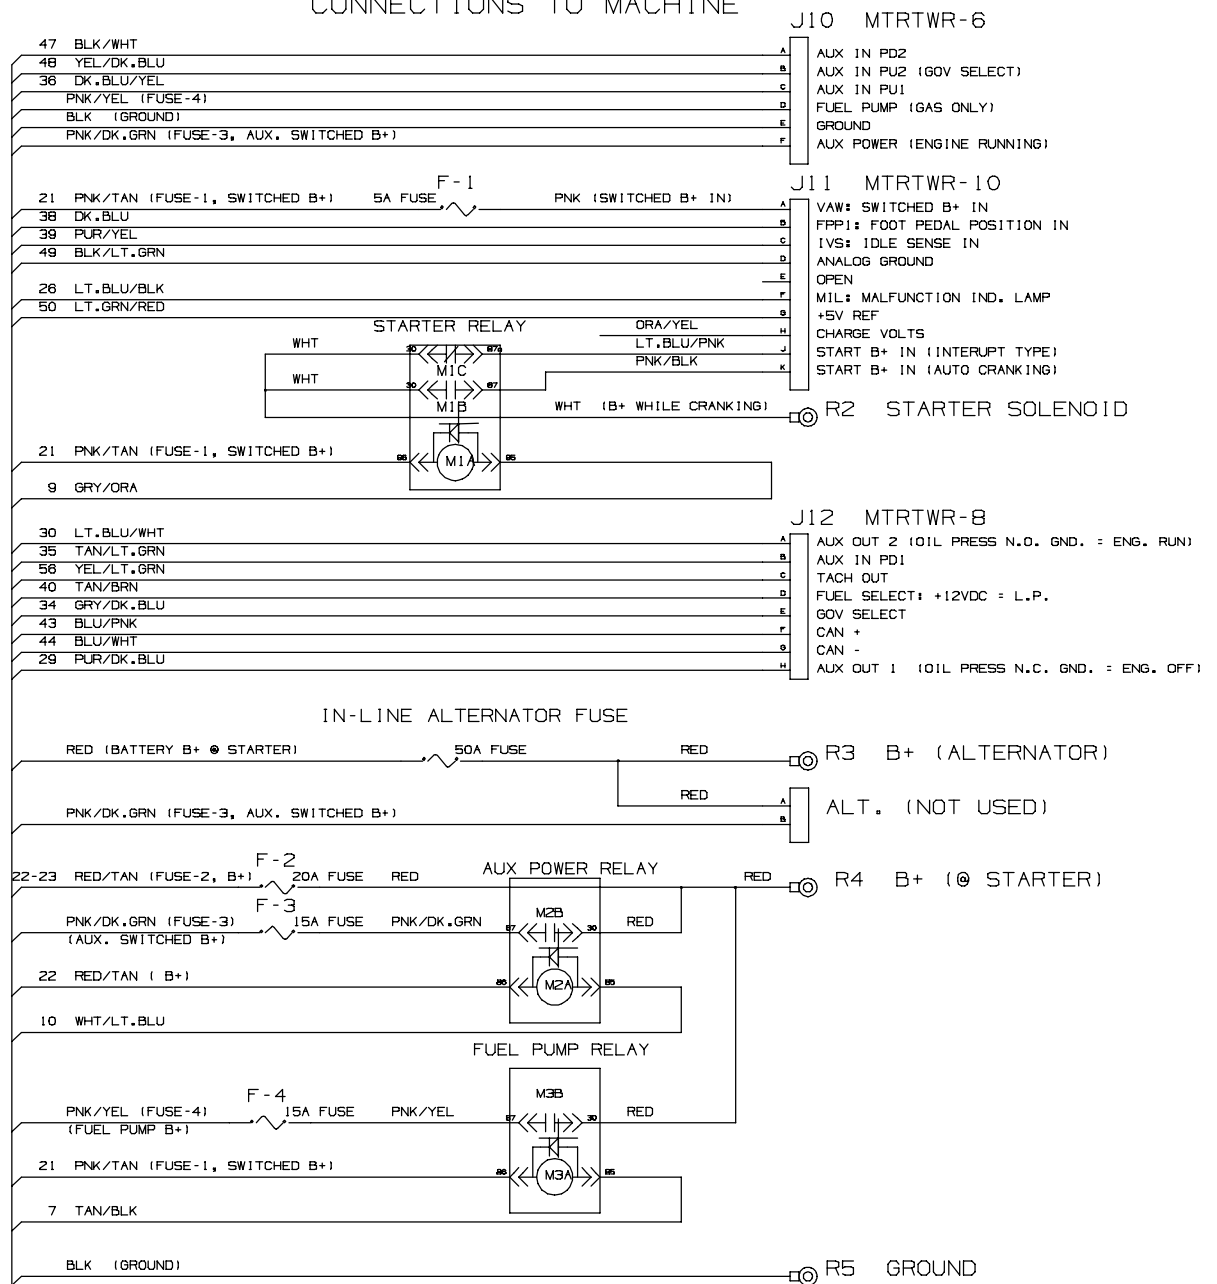 CONNECTIONS TO MACHINE
J10 MTRTWR-6
47 BLK/WHT
A AUX IN PD2
48 YEL/DK.BLU
B AUX IN PU2 (GOV SELECT)
36 DK.BLU/YEL
C AUX IN PU1
PNK/YEL (FUSE-4)
D FUEL PUMP (GAS ONLY)
BLK (GROUND)
E GROUND
PNK/DK.GRN (FUSE-3, AUX. SWITCHED B+)
F AUX POWER (ENGINE RUNNING)
F-1
J11 MTRTWR-10
21 PNK/TAN (FUSE-1, SWITCHED B+) 5A FUSE PNK (SWITCHED B+ IN)
A VAW: SWITCHED B+ IN
38 DK.BLU
B FPP1: FOOT PEDAL POSITION IN
39 PUR/YEL
C IVS: IDLE SENSE IN
49 BLK/LT.GRN
D ANALOG GROUND
E OPEN
26 LT.BLU/BLK
F MIL: MALFUNCTION IND. LAMP
50 LT.GRN/RED
G +5V REF
STARTER RELAY
ORA/YEL
H CHARGE VOLTS
WHT 30 87a LT.BLU/PNK
J START B+ IN (INTERUPT TYPE)
M1C PNK/BLK
K START B+ IN (AUTO CRANKING)
WHT 30 87
M1B WHT (B+ WHILE CRANKING)
R2 STARTER SOLENOID
21 PNK/TAN (FUSE-1, SWITCHED B+)
86 M1A 85
9 GRY/ORA
J12 MTRTWR-8
30 LT.BLU/WHT
A AUX OUT 2 (OIL PRESS N.O. GND. = ENG. RUN)
35 TAN/LT.GRN
B AUX IN PD1
56 YEL/LT.GRN
C TACH OUT
40 TAN/BRN
D FUEL SELECT: +12VDC = L.P.
34 GRY/DK.BLU
E GOV SELECT
43 BLU/PNK
F CAN +
44 BLU/WHT
G CAN -
29 PUR/DK.BLU
H AUX OUT 1 (OIL PRESS N.C. GND. = ENG. OFF)
IN-LINE ALTERNATOR FUSE
RED (BATTERY B+ @ STARTER) 50A FUSE RED
R3 B+ (ALTERNATOR)
RED
A
ALT. (NOT USED)
PNK/DK.GRN (FUSE-3, AUX. SWITCHED B+)
B
F-2 AUX POWER RELAY
22-23 RED/TAN (FUSE-2, B+) 20A FUSE RED RED
R4 B+ (@ STARTER)
F-3
PNK/DK.GRN (FUSE-3) 15A FUSE PNK/DK.GRN M2B RED
87 30
(AUX. SWITCHED B+)
22 RED/TAN ( B+)
86 M2A 85
10 WHT/LT.BLU
FUEL PUMP RELAY
F-4 M3B
PNK/YEL (FUSE-4) 15A FUSE PNK/YEL RED
87 30
(FUEL PUMP B+)
21 PNK/TAN (FUSE-1, SWITCHED B+)
86 M3A 85
7 TAN/BLK
BLK (GROUND)
R5 GROUND